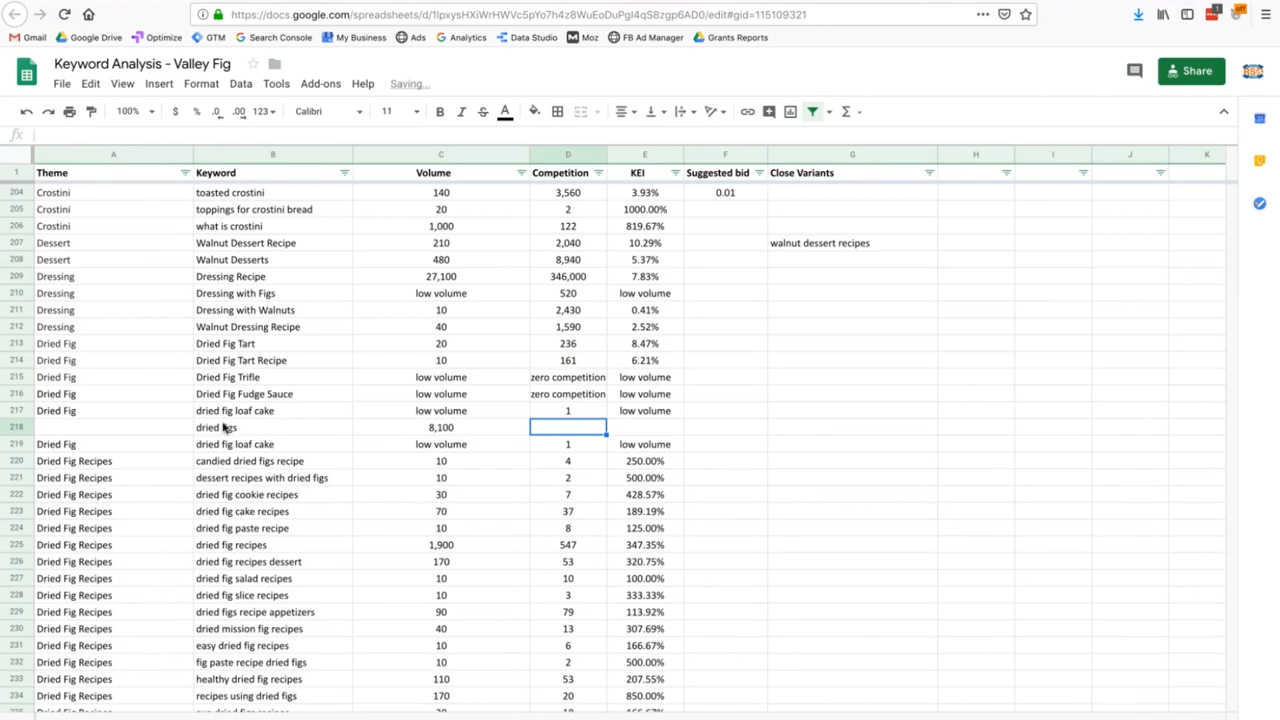 https://docs.google.com/spreadsheets/d/1lpxysHXiWrHWVc5pYo7h4z8WuEoDuPgI4qS8zgp6AD0/edit#gid=115109321
Gmail Google Drive Optimize GTM Search Console My Business Ads Analytics Data Studio Moz FB Ad Manager Grants Reports
Keyword Analysis - Valley Fig
File Edit View Insert Format Data Tools Add-ons Help Saving...
Share
100% $ % .0 .00 123 Calibri 11 B I S A
fx
A B C D E F G H I J K
1 Theme Keyword Volume Competition KEI Suggested bid Close Variants
204 Crostini toasted crostini 140 3,560 3.93% 0.01
205 Crostini toppings for crostini bread 20 2 1000.00%
206 Crostini what is crostini 1,000 122 819.67%
207 Dessert Walnut Dessert Recipe 210 2,040 10.29% walnut dessert recipes
208 Dessert Walnut Desserts 480 8,940 5.37%
209 Dressing Dressing Recipe 27,100 346,000 7.83%
210 Dressing Dressing with Figs low volume 520 low volume
211 Dressing Dressing with Walnuts 10 2,430 0.41%
212 Dressing Walnut Dressing Recipe 40 1,590 2.52%
213 Dried Fig Dried Fig Tart 20 236 8.47%
214 Dried Fig Dried Fig Tart Recipe 10 161 6.21%
215 Dried Fig Dried Fig Trifle low volume zero competition low volume
216 Dried Fig Dried Fig Fudge Sauce low volume zero competition low volume
217 Dried Fig dried fig loaf cake low volume 1 low volume
218 dried figs 8,100
219 Dried Fig dried fig loaf cake low volume 1 low volume
220 Dried Fig Recipes candied dried figs recipe 10 4 250.00%
221 Dried Fig Recipes dessert recipes with dried figs 10 2 500.00%
222 Dried Fig Recipes dried fig cookie recipes 30 7 428.57%
223 Dried Fig Recipes dried fig cake recipes 70 37 189.19%
224 Dried Fig Recipes dried fig paste recipe 10 8 125.00%
225 Dried Fig Recipes dried fig recipes 1,900 547 347.35%
226 Dried Fig Recipes dried fig recipes dessert 170 53 320.75%
227 Dried Fig Recipes dried fig salad recipes 10 10 100.00%
228 Dried Fig Recipes dried fig slice recipes 10 3 333.33%
229 Dried Fig Recipes dried figs recipe appetizers 90 79 113.92%
230 Dried Fig Recipes dried mission fig recipes 40 13 307.69%
231 Dried Fig Recipes easy dried fig recipes 10 6 166.67%
232 Dried Fig Recipes fig paste recipe dried figs 10 2 500.00%
233 Dried Fig Recipes healthy dried fig recipes 110 53 207.55%
234 Dried Fig Recipes recipes using dried figs 170 20 850.00%